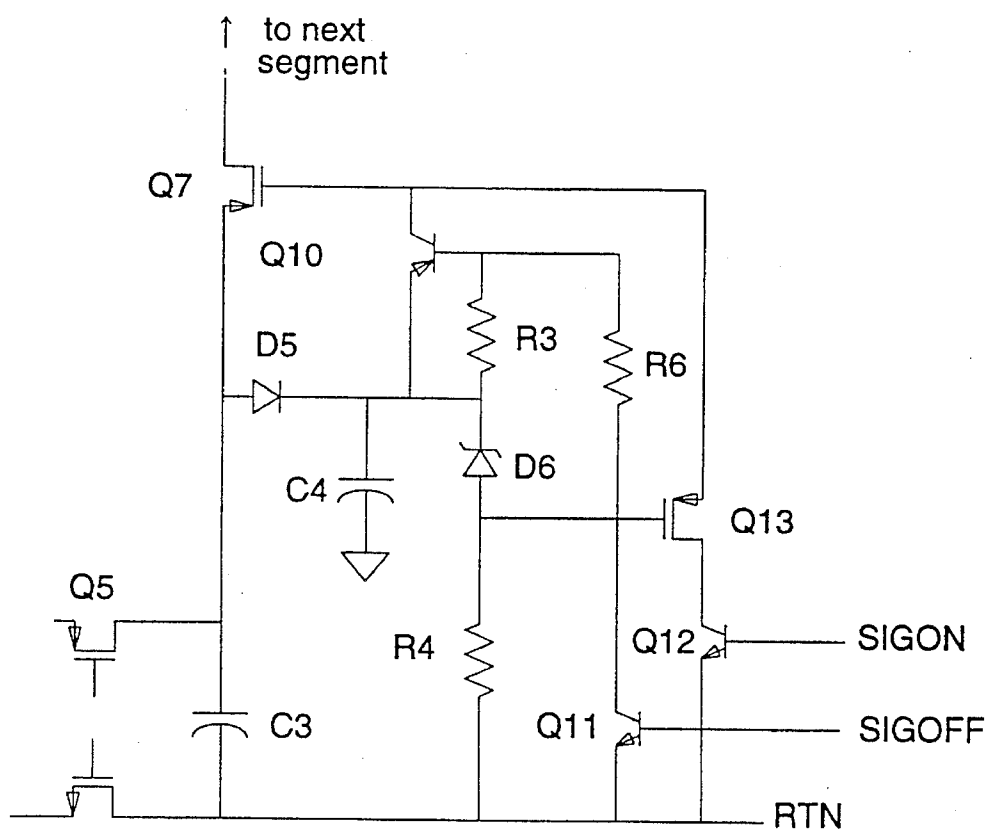 to next
segment
Q7
Q10
R3
D5
R6
D6
C4
Q13
Q5
R4
Q12
SIGON
C3
Q11
SIGOFF
RTN